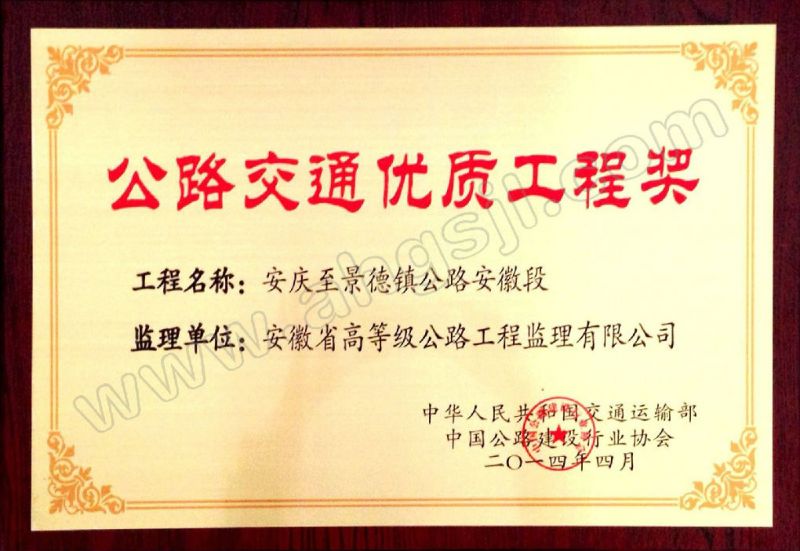 公路交通优质工程奖
工程名称：安庆至景德镇公路安徽段
监理单位：安徽省高等级公路工程监理有限公司
中华人民共和国交通运输部
中国公路建设行业协会
二〇一四年四月
www.ahgsjl.com